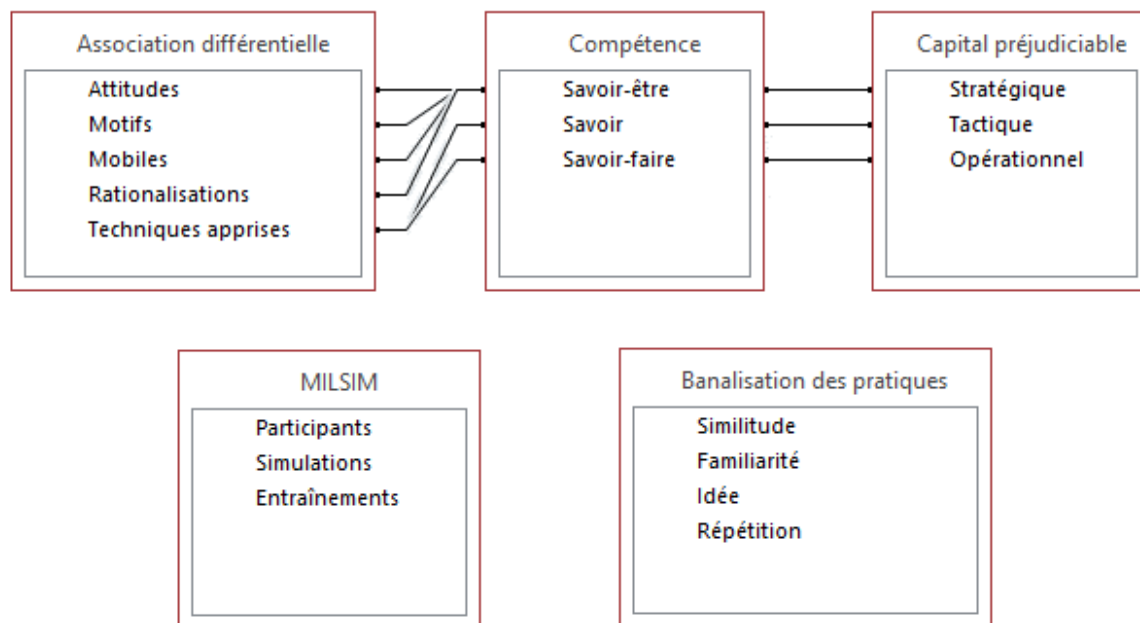 Association différentielle
Attitudes
Motifs
Mobiles
Rationalisations
Techniques apprises
Compétence
Savoir-être
Savoir
Savoir-faire
Capital préjudiciable
Stratégique
Tactique
Opérationnel
MILSIM
Participants
Simulations
Entraînements
Banalisation des pratiques
Similitude
Familiarité
Idée
Répétition